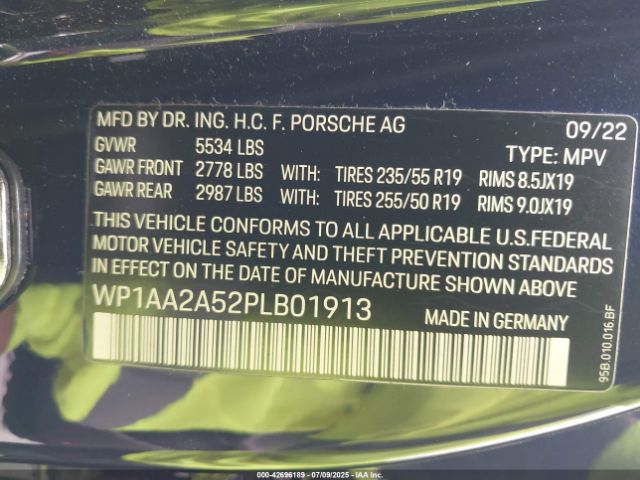 MFD BY DR. ING. H.C. F. PORSCHE AG 09/22
GVWR 5534 LBS TYPE: MPV
GAWR FRONT 2778 LBS WITH: TIRES 235/55 R19 RIMS 8.5JX19
GAWR REAR 2987 LBS WITH: TIRES 255/50 R19 RIMS 9.0JX19
THIS VEHICLE CONFORMS TO ALL APPLICABLE U.S.FEDERAL
MOTOR VEHICLE SAFETY AND THEFT PREVENTION STANDARDS
IN EFFECT ON THE DATE OF MANUFACTURE SHOWN ABOVE
WP1AA2A52PLB01913 MADE IN GERMANY
95B.010.016.BF
000-42696189 - 07/09/2025 - IAAI.com